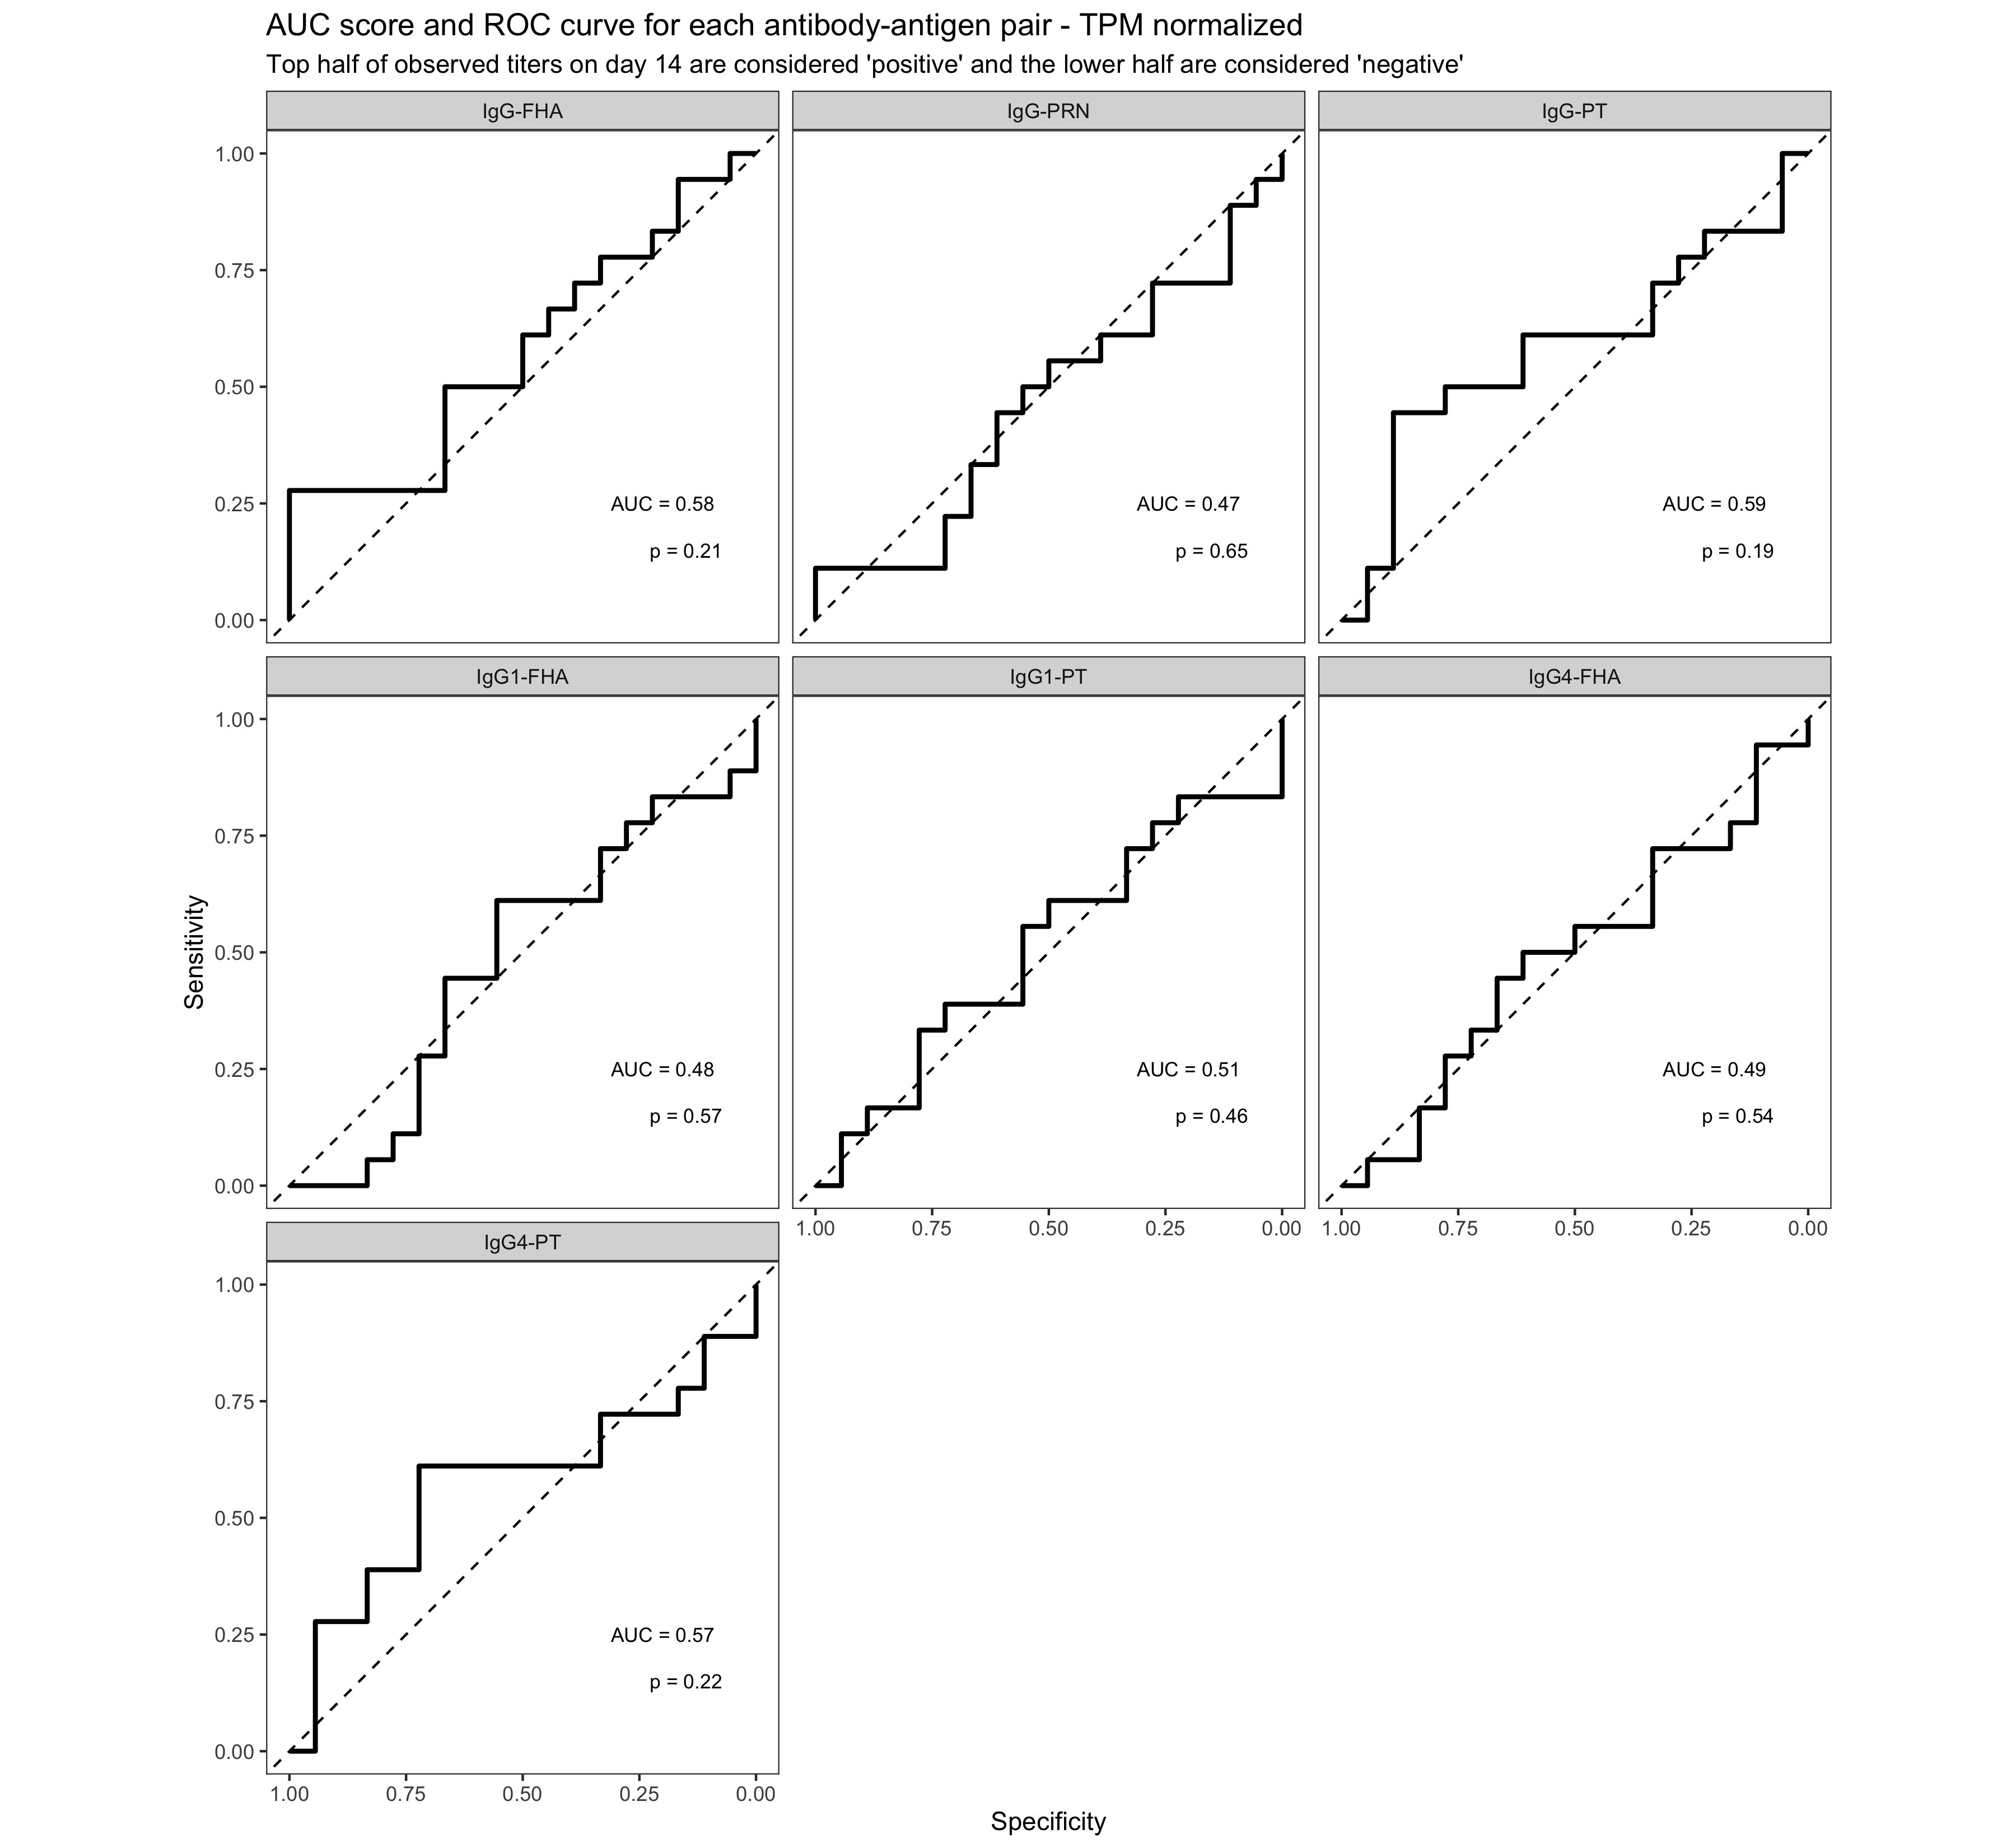 AUC score and ROC curve for each antibody-antigen pair - TPM normalized
Top half of observed titers on day 14 are considered 'positive' and the lower half are considered 'negative'
IgG-FHA
IgG-PRN
IgG-PT
1.00
0.75
0.50
0.25
0.00
AUC = 0.58
p = 0.21
AUC = 0.47
p = 0.65
AUC = 0.59
p = 0.19
IgG1-FHA
IgG1-PT
IgG4-FHA
1.00
0.75
0.50
0.25
0.00
AUC = 0.48
p = 0.57
AUC = 0.51
p = 0.46
AUC = 0.49
p = 0.54
Sensitivity
1.00 0.75 0.50 0.25 0.00
1.00 0.75 0.50 0.25 0.00
IgG4-PT
1.00
0.75
0.50
0.25
0.00
AUC = 0.57
p = 0.22
1.00 0.75 0.50 0.25 0.00
Specificity